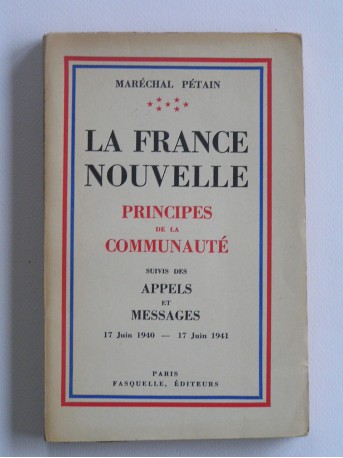 MARÉCHAL PÉTAIN
LA FRANCE
NOUVELLE
PRINCIPES
DE LA
COMMUNAUTÉ
SUIVIS DES
APPELS
ET
MESSAGES
17 Juin 1940 — 17 Juin 1941
PARIS
FASQUELLE, ÉDITEURS